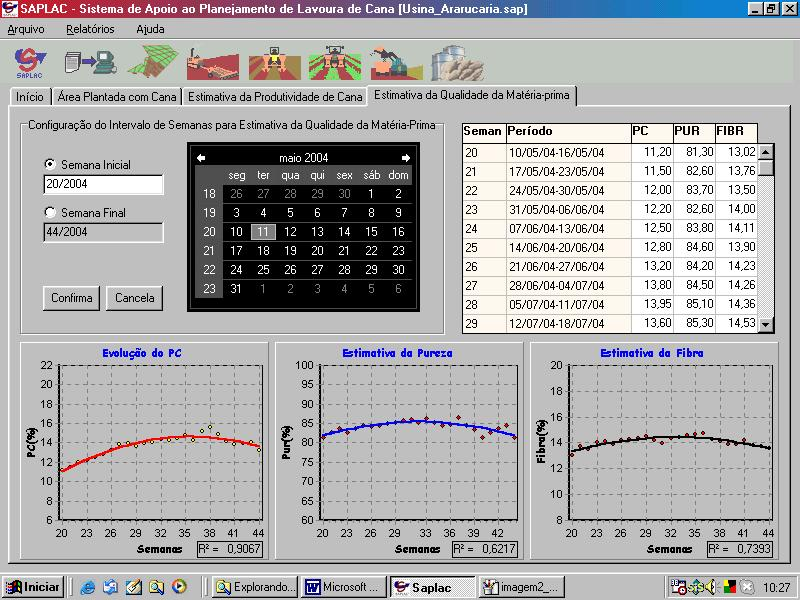 SAPLAC - Sistema de Apoio ao Planejamento de Lavoura de Cana [Usina_Ararucaria.sap]
Arquivo Relatórios Ajuda
SAPLAC
Início Área Plantada com Cana Estimativa da Produtividade de Cana Estimativa da Qualidade da Matéria-prima
Configuração do Intervalo de Semanas para Estimativa da Qualidade da Matéria-Prima
Semana Inicial
20/2004
Semana Final
44/2004
Confirma Cancela
maio 2004
seg ter qua qui sex sáb dom
18 26 27 28 29 30 1 2
19 3 4 5 6 7 8 9
20 10 11 12 13 14 15 16
21 17 18 19 20 21 22 23
22 24 25 26 27 28 29 30
23 31 1 2 3 4 5 6
Seman Período PC PUR FIBR
20 10/05/04-16/05/04 11,20 81,30 13,02
21 17/05/04-23/05/04 11,50 82,60 13,76
22 24/05/04-30/05/04 12,00 83,70 13,50
23 31/05/04-06/06/04 12,20 82,60 14,00
24 07/06/04-13/06/04 12,50 83,80 14,11
25 14/06/04-20/06/04 12,80 84,60 13,90
26 21/06/04-27/06/04 13,20 84,20 14,23
27 28/06/04-04/07/04 13,80 84,50 14,26
28 05/07/04-11/07/04 13,95 85,10 14,36
29 12/07/04-18/07/04 13,60 85,30 14,53
Evolução do PC
PC(%)
22
20
18
16
14
12
10
8
6
20 23 26 29 32 35 38 41 44
Semanas
R² = 0,9067
Estimativa da Pureza
Pur(%)
100
95
90
85
80
75
70
65
60
20 23 26 29 33 36 39 42
Semanas
R² = 0,6217
Estimativa da Fibra
Fibra(%)
20
18
16
14
12
10
8
20 23 26 29 32 35 38 41 44
Semanas
R² = 0,7393
Iniciar Explorando... Microsoft ... Saplac imagem2_... 10:27